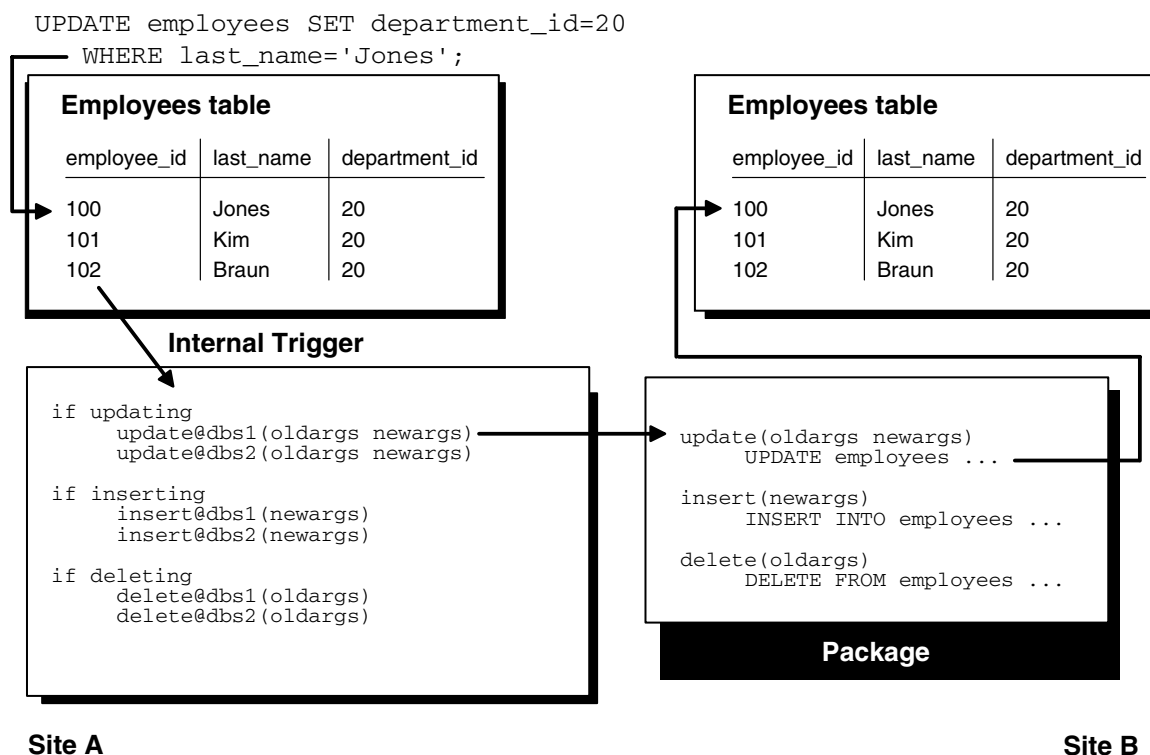 UPDATE employees SET department_id=20
WHERE last_name='Jones';
Employees table
employee_id last_name department_id
100 Jones 20
101 Kim 20
102 Braun 20
Employees table
employee_id last_name department_id
100 Jones 20
101 Kim 20
102 Braun 20
Internal Trigger
if updating
update@dbs1(oldargs newargs)
update@dbs2(oldargs newargs)
if inserting
insert@dbs1(newargs)
insert@dbs2(newargs)
if deleting
delete@dbs1(oldargs)
delete@dbs2(oldargs)
update(oldargs newargs)
UPDATE employees ...
insert(newargs)
INSERT INTO employees ...
delete(oldargs)
DELETE FROM employees ...
Package
Site A
Site B